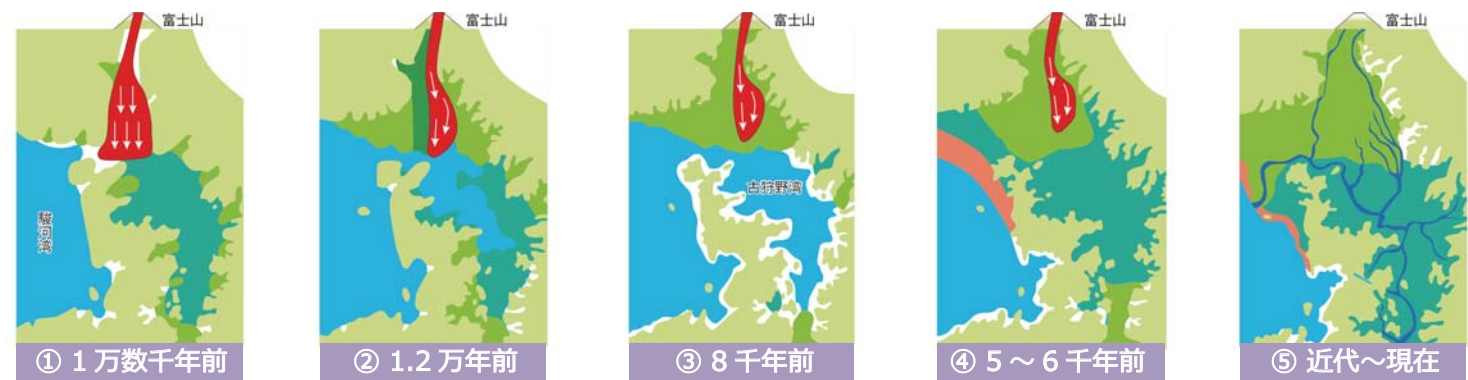 富士山
富士山
富士山
富士山
富士山
駿河湾
古狩野湾
① 1万数千年前
② 1.2万年前
③ 8千年前
④ 5～6千年前
⑤ 近代～現在